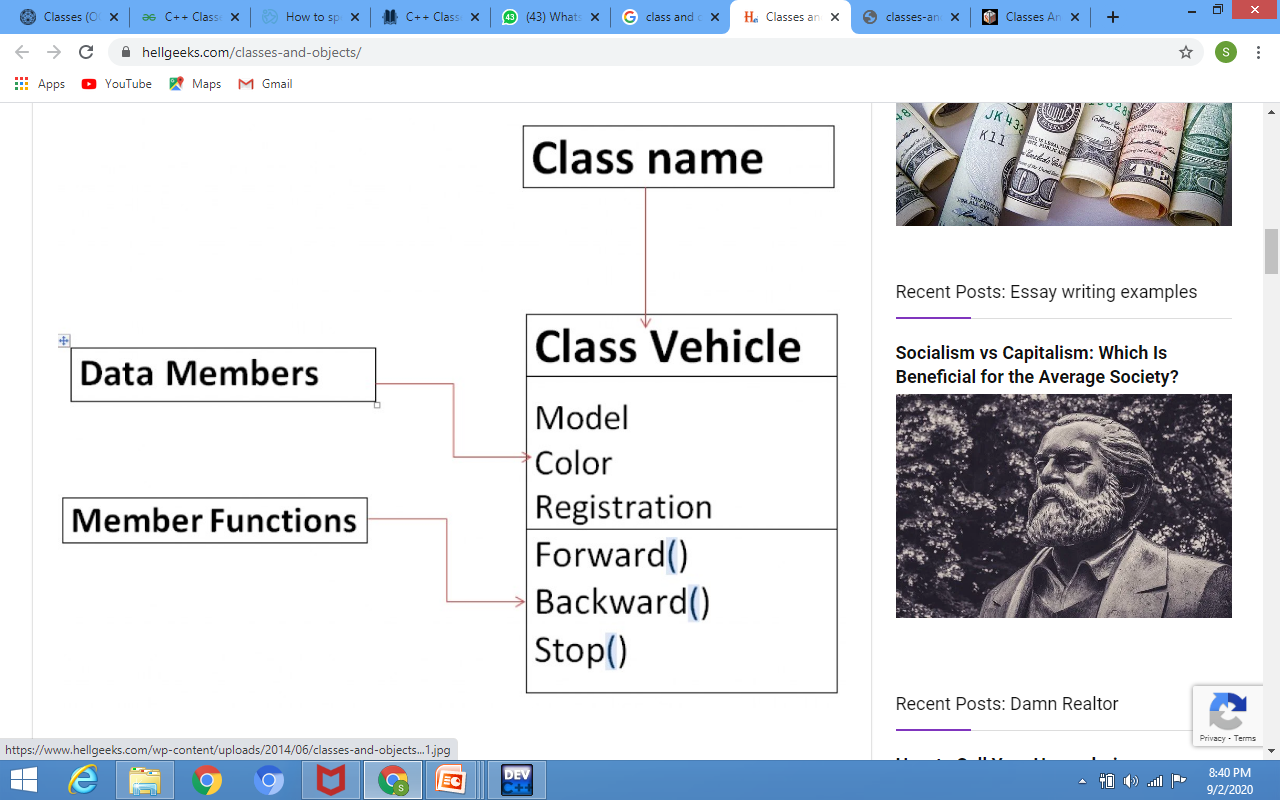 Classes (O
C++ Class
How to sp
C++ Class
(43) Whats
class and c
Classes an
classes-an
Classes An
hellgeeks.com/classes-and-objects/
S
Apps
YouTube
Maps
Gmail
Class name
Class Vehicle
Data Members
Model
Color
Registration
Member Functions
Forward()
Backward()
Stop()
JK43
K11
Recent Posts: Essay writing examples
Socialism vs Capitalism: Which Is
Beneficial for the Average Society?
Recent Posts: Damn Realtor
Privacy - Terms
https://www.hellgeeks.com/wp-content/uploads/2014/06/classes-and-objects...1.jpg
DEV
C++
8:40 PM
9/2/2020